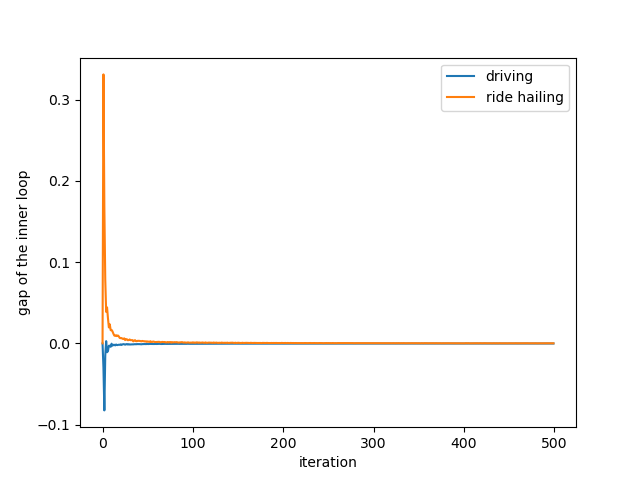 driving
ride hailing
0.3
0.2
0.1
0.0
−0.1
gap of the inner loop
0 100 200 300 400 500
iteration